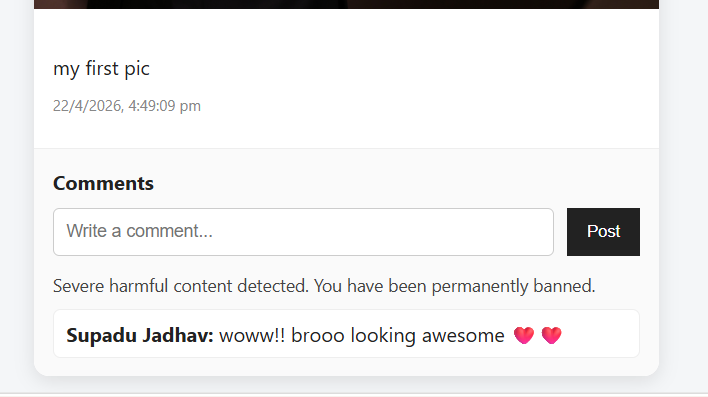 my first pic
22/4/2026, 4:49:09 pm
Comments
Write a comment...
Post
Severe harmful content detected. You have been permanently banned.
Supadu Jadhav: woww!! brooo looking awesome 💔💔